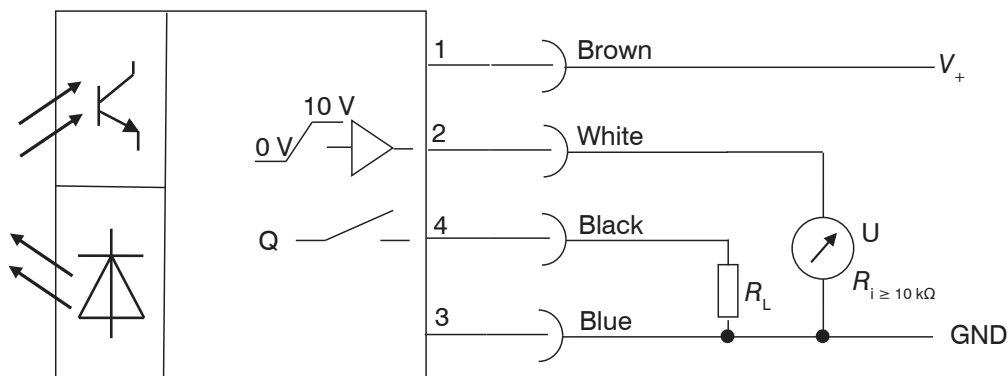 1 Brown
V+
10 V
0 V
2 White
U
Ri ≥ 10 kΩ
Q
4 Black
RL
3 Blue
GND